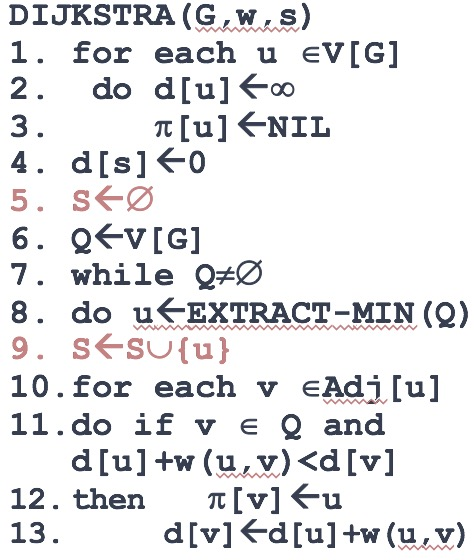 DIJKSTRA(G,w,s)
1. for each u ∈V[G]
2.  do d[u]←∞
3.     π[u]←NIL
4. d[s]←0
5. S←∅
6. Q←V[G]
7. while Q≠∅
8. do u←EXTRACT-MIN(Q)
9. S←S∪{u}
10.for each v ∈Adj[u]
11.do if v ∈ Q and
d[u]+w(u,v)<d[v]
12.then   π[v]←u
13.     d[v]←d[u]+w(u,v)